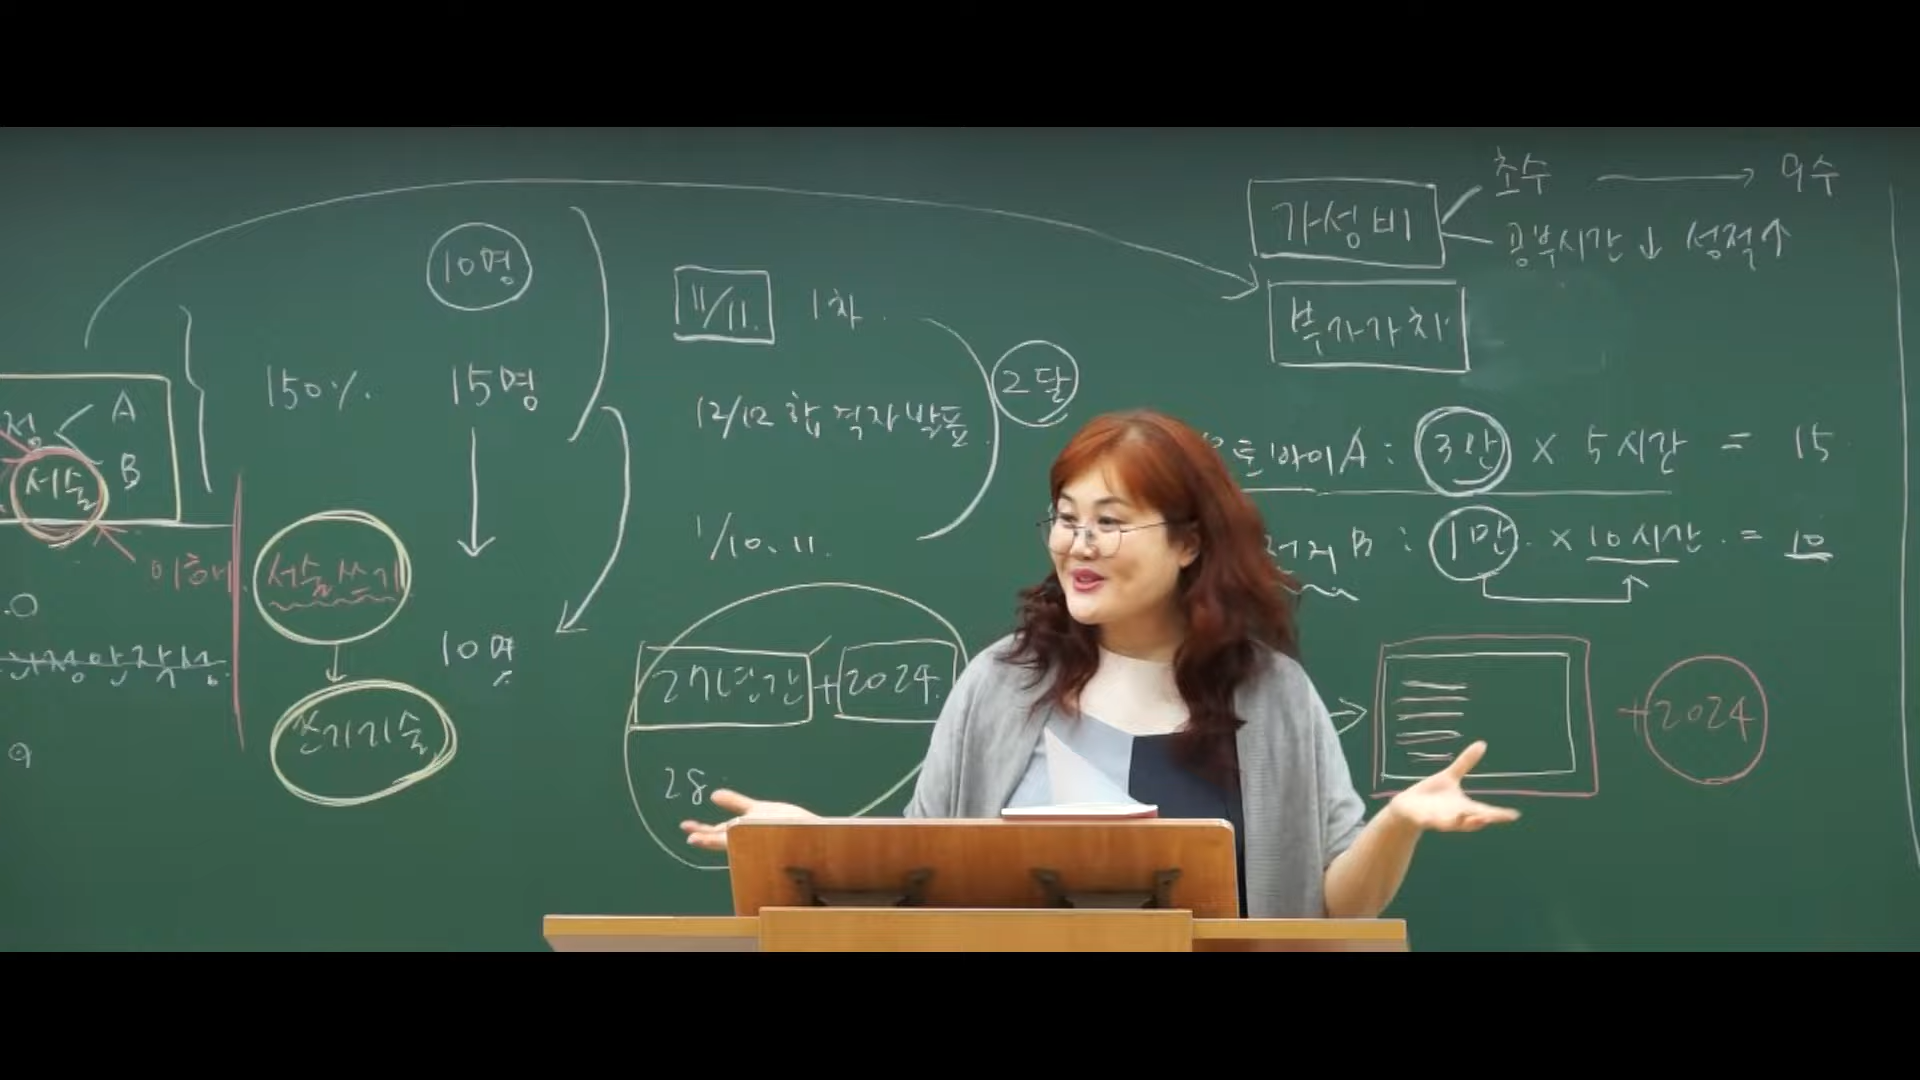 초수 → 9수
가성비
공부시간 ↓ 성적↑
부가가치
10명
11/11. 1차.
150%. 15명
2달
12/12 합격자 발표
A
서술
B
이해
서술쓰기
1/10. 11.
10명
쓰기기술
27년간 + 2024.
28
바이A : 3만 × 5시간 = 15
B : 1만. × 10시간. = 10
+2024